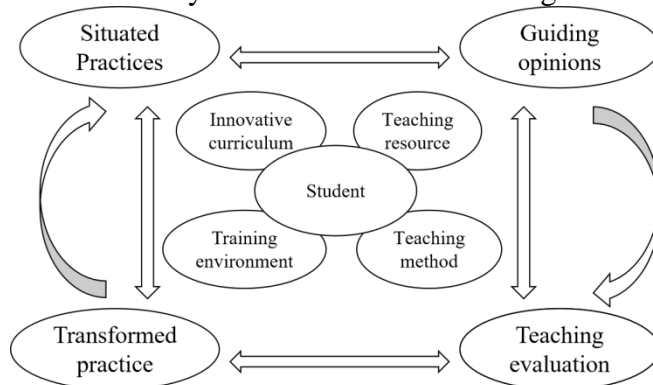 Situated
Practices
Guiding
opinions
Innovative
curriculum
Teaching
resource
Student
Training
environment
Teaching
method
Transformed
practice
Teaching
evaluation